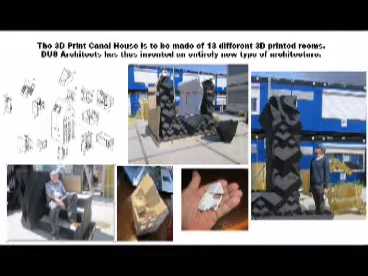 The 3D Print Canal House is to be made of 13 different 3D printed rooms.
DUS Architects has thus invented an entirely new type of architecture.